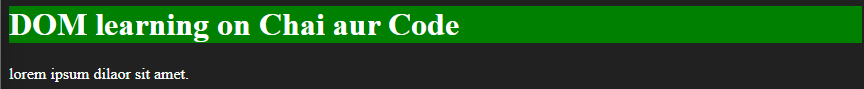 DOM learning on Chai aur Code
lorem ipsum dilaor sit amet.